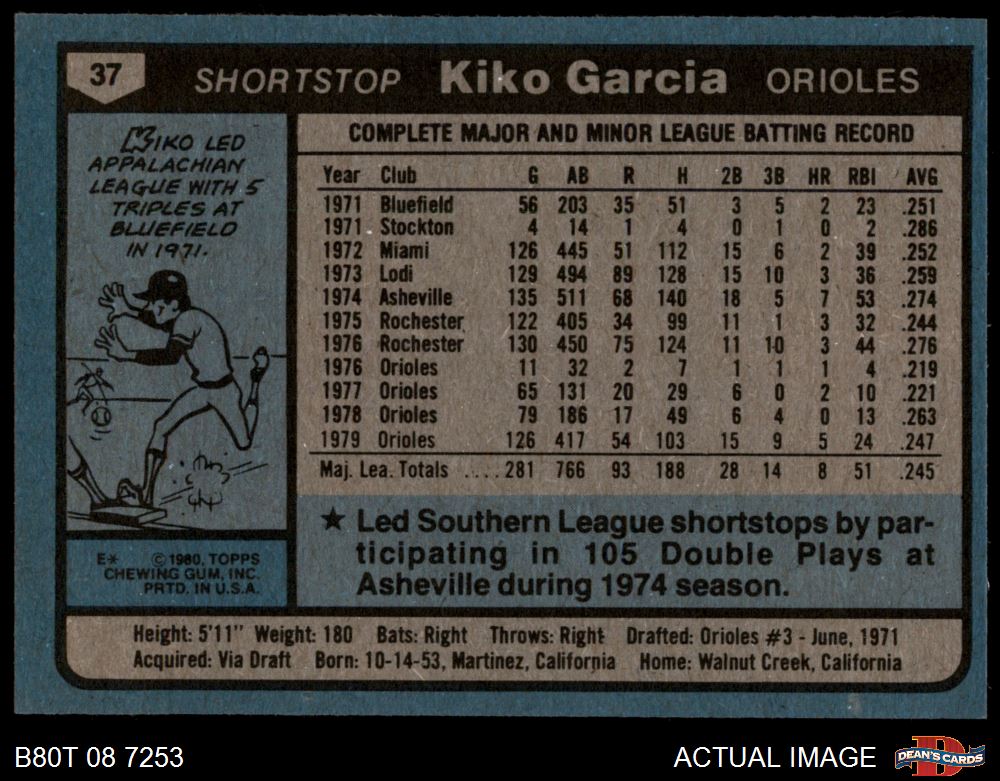 37 SHORTSTOP Kiko Garcia ORIOLES
KIKO LED
APPALACHIAN
LEAGUE WITH 5
TRIPLES AT
BLUEFIELD
IN 1971.
E* © 1980, TOPPS
CHEWING GUM, INC.
PRTD. IN U.S.A.
COMPLETE MAJOR AND MINOR LEAGUE BATTING RECORD
Year Club G AB R H 2B 3B HR RBI AVG
1971 Bluefield 56 203 35 51 3 5 2 23 .251
1971 Stockton 4 14 1 4 0 1 0 2 .286
1972 Miami 126 445 51 112 15 6 2 39 .252
1973 Lodi 129 494 89 128 15 10 3 36 .259
1974 Asheville 135 511 68 140 18 5 7 53 .274
1975 Rochester 122 405 34 99 11 1 3 32 .244
1976 Rochester 130 450 75 124 11 10 3 44 .276
1976 Orioles 11 32 2 7 1 1 1 4 .219
1977 Orioles 65 131 20 29 6 0 2 10 .221
1978 Orioles 79 186 17 49 6 4 0 13 .263
1979 Orioles 126 417 54 103 15 9 5 24 .247
Maj. Lea. Totals .... 281 766 93 188 28 14 8 51 .245
★ Led Southern League shortstops by par-
ticipating in 105 Double Plays at
Asheville during 1974 season.
Height: 5'11" Weight: 180 Bats: Right Throws: Right Drafted: Orioles #3 - June, 1971
Acquired: Via Draft Born: 10-14-53, Martinez, California Home: Walnut Creek, California
B80T 08 7253 ACTUAL IMAGE D DEAN'S CARDS